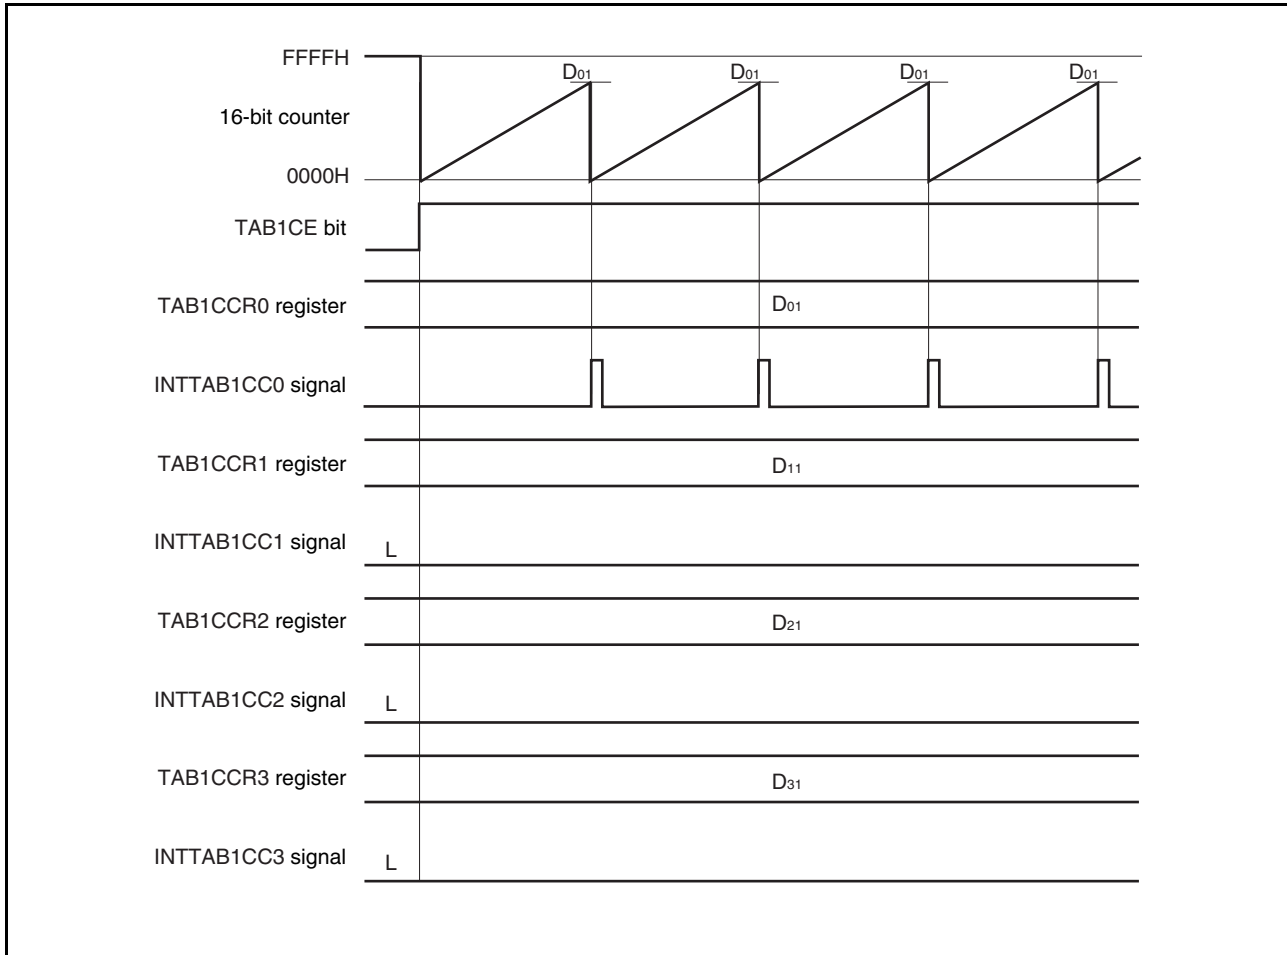 FFFFH
D01 D01 D01 D01
16-bit counter
0000H
TAB1CE bit
TAB1CCR0 register D01
INTTAB1CC0 signal
TAB1CCR1 register D11
INTTAB1CC1 signal L
TAB1CCR2 register D21
INTTAB1CC2 signal L
TAB1CCR3 register D31
INTTAB1CC3 signal L